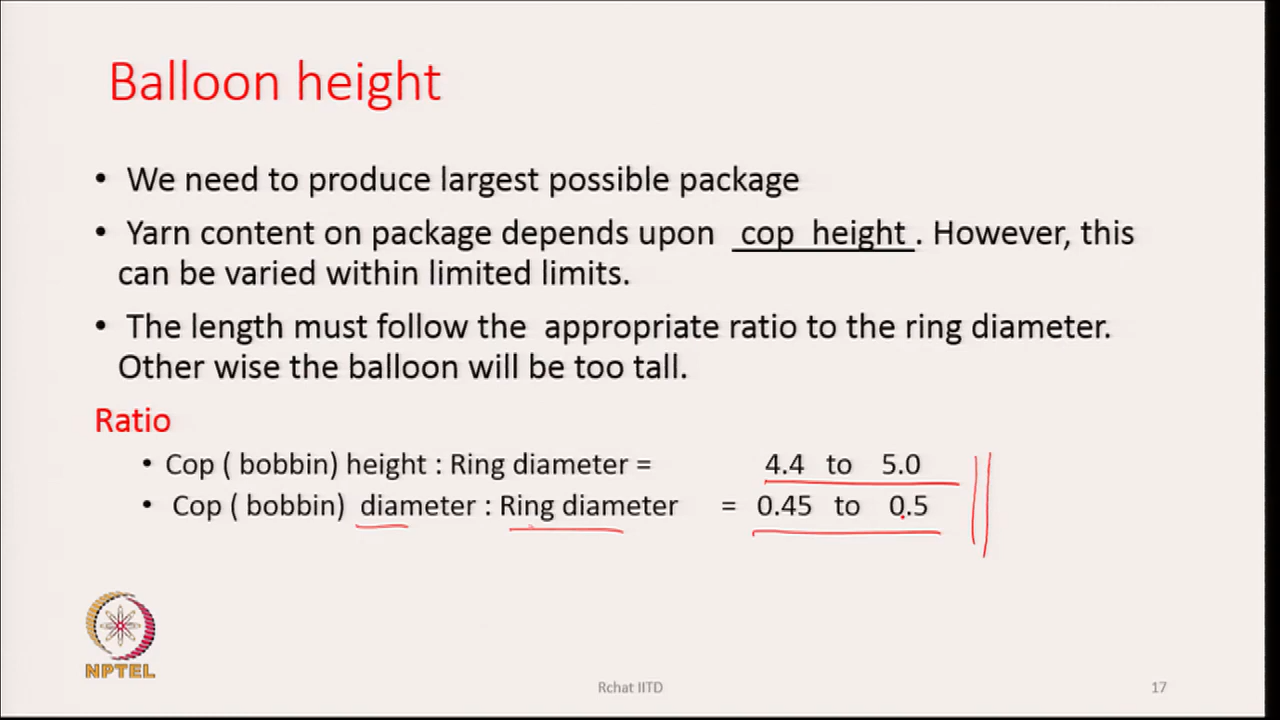 Balloon height
• We need to produce largest possible package
• Yarn content on package depends upon cop height . However, this
can be varied within limited limits.
• The length must follow the appropriate ratio to the ring diameter.
Other wise the balloon will be too tall.
Ratio
• Cop ( bobbin) height : Ring diameter = 4.4 to 5.0
• Cop ( bobbin) diameter : Ring diameter = 0.45 to 0.5
NPTEL
Rchat IITD 17